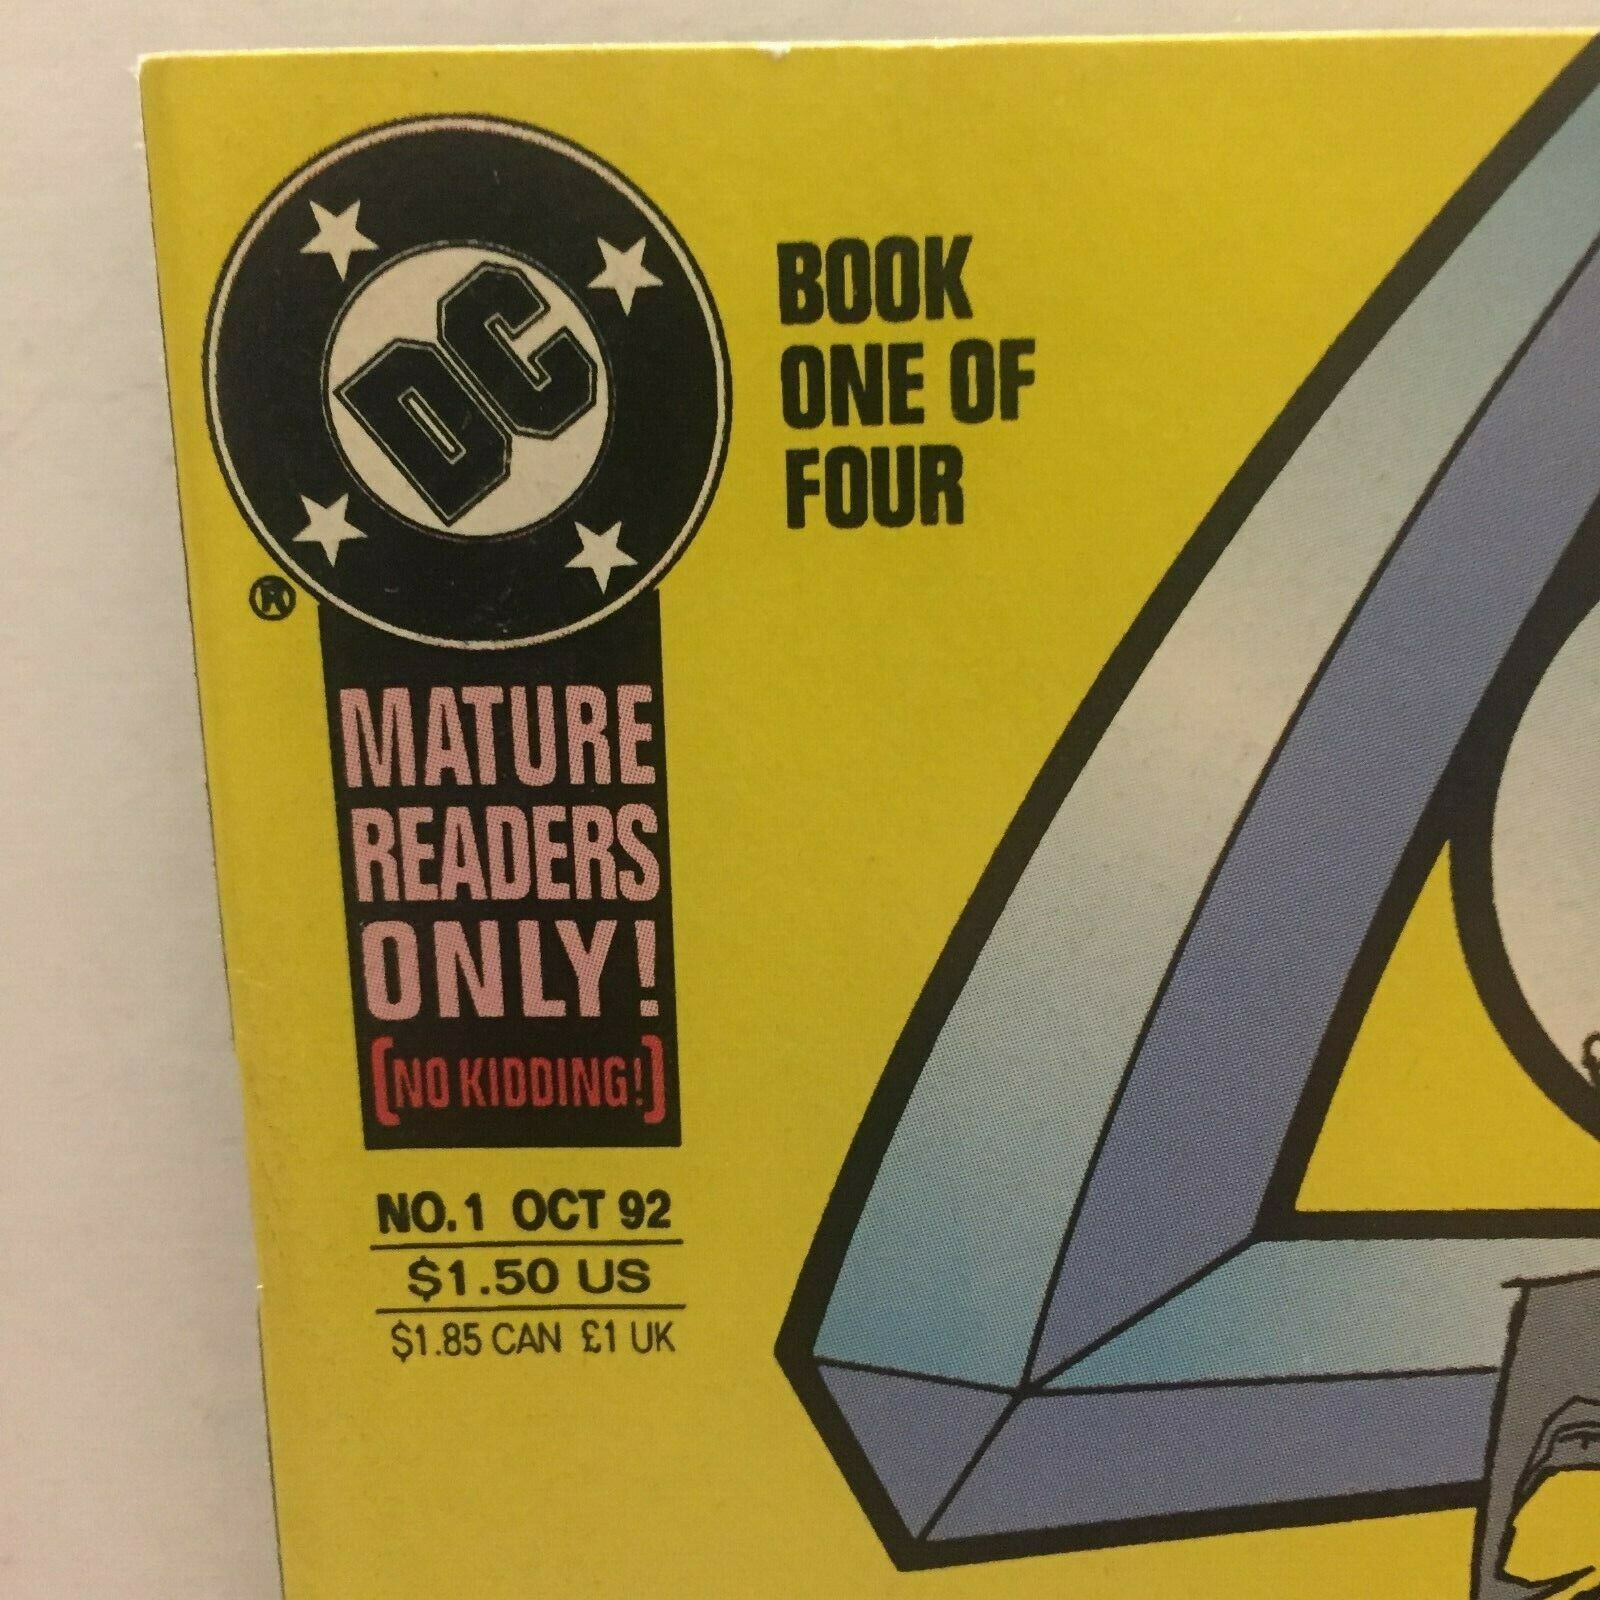 DC
®
BOOK
ONE OF
FOUR
MATURE
READERS
ONLY!
[NO KIDDING!]
NO. 1 OCT 92
$1.50 US
$1.85 CAN £1 UK